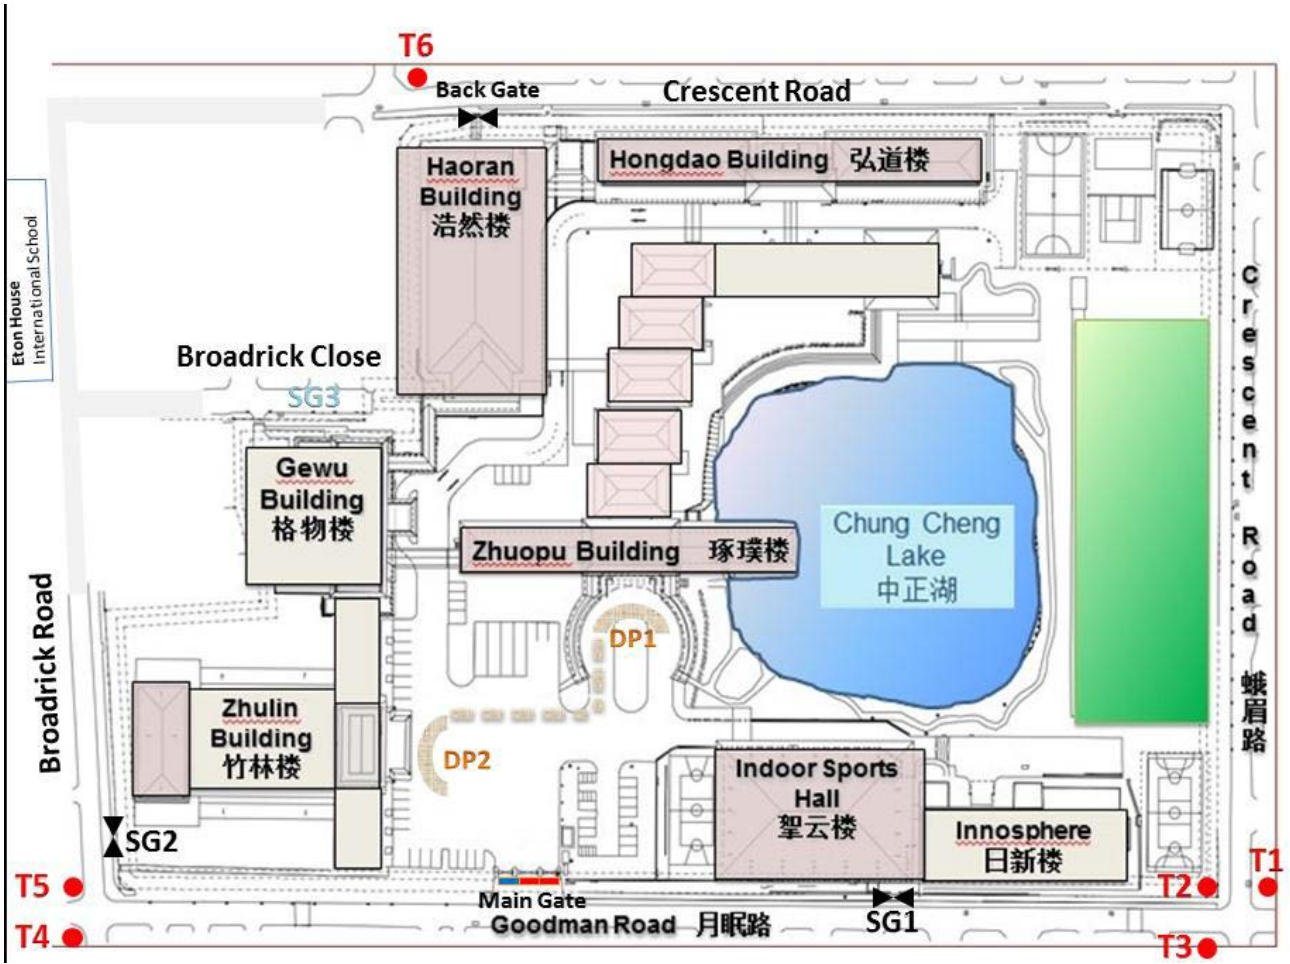 T6
Back Gate
Crescent Road
Haoran
Building
浩然楼
Hongdao Building 弘道楼
Eton House
International School
Broadrick Close
SG3
Crescent Road 蛾眉路
Gewu
Building
格物楼
Zhuopu Building 琢璞楼
Chung Cheng
Lake
中正湖
Broadrick Road
DP1
Zhulin
Building
竹林楼
DP2
Indoor Sports
Hall
挐云楼
Innosphere
日新楼
SG2
T5
T4
Main Gate
Goodman Road 月眠路
SG1
T2
T1
T3